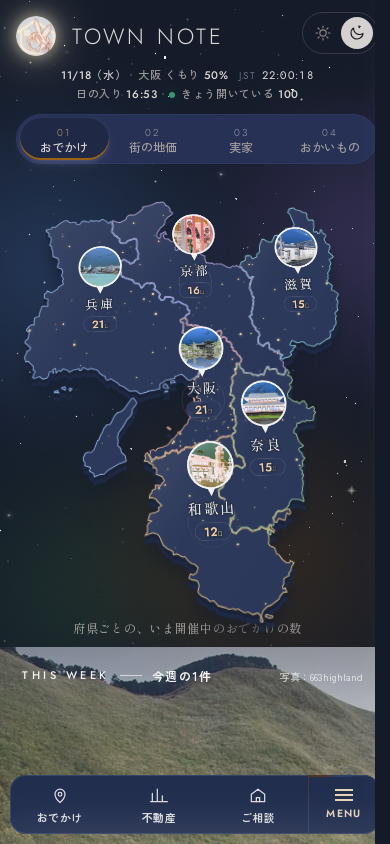 TOWN NOTE
11/18（水） · 大阪 くもり 50% JST 22:00:18
日の入り 16:53 · きょう開いている 100
01 02 03 04
おでかけ 街の地価 実家 おかいもの
京都
16
滋賀
15
兵庫
21
大阪
21
奈良
15
和歌山
12
府県ごとの、いま開催中のおでかけの数
THIS WEEK 今週の1件 写真：663highland
おでかけ 不動産 ご相談 MENU